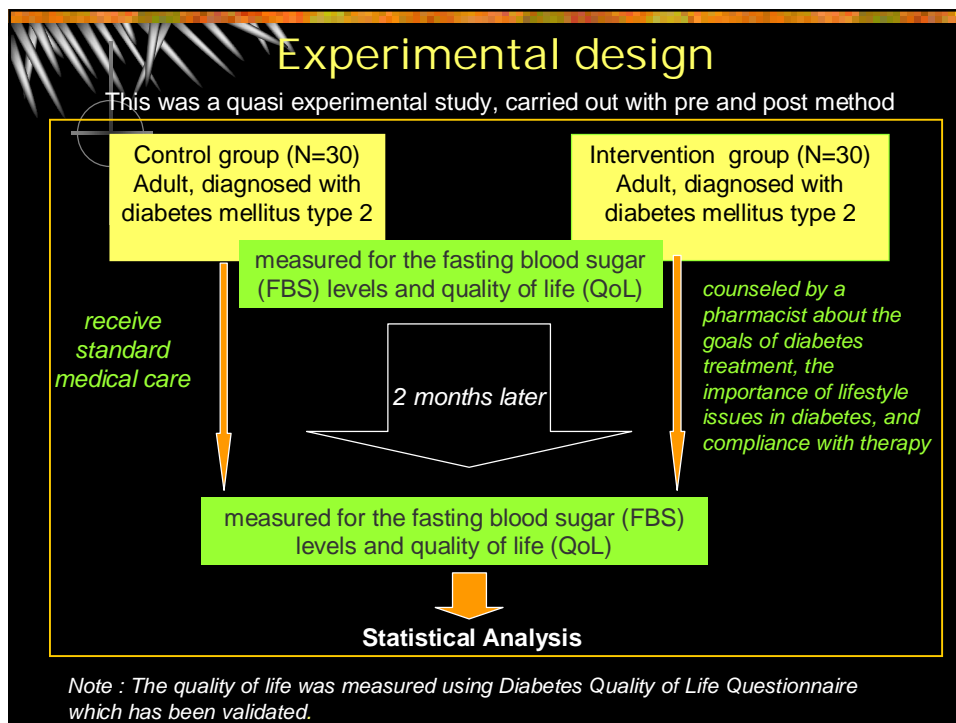 Experimental design
This was a quasi experimental study, carried out with pre and post method
Control group (N=30)
Adult, diagnosed with
diabetes mellitus type 2
Intervention group (N=30)
Adult, diagnosed with
diabetes mellitus type 2
measured for the fasting blood sugar
(FBS) levels and quality of life (QoL)
receive
standard
medical care
2 months later
counseled by a
pharmacist about the
goals of diabetes
treatment, the
importance of lifestyle
issues in diabetes, and
compliance with therapy
measured for the fasting blood sugar (FBS)
levels and quality of life (QoL)
Statistical Analysis
Note : The quality of life was measured using Diabetes Quality of Life Questionnaire
which has been validated.